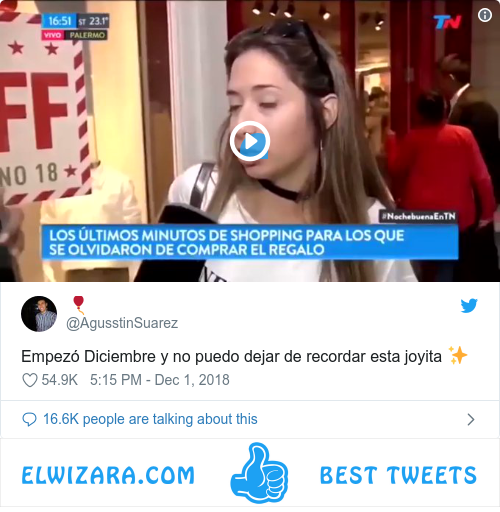 16:51 ST 23.1°
VIVO PALERMO
TN
FF
NO 18
#NochebuenaEnTN
LOS ÚLTIMOS MINUTOS DE SHOPPING PARA LOS QUE
SE OLVIDARON DE COMPRAR EL REGALO
@AgusstinSuarez
Empezó Diciembre y no puedo dejar de recordar esta joyita ✨
54.9K 5:15 PM - Dec 1, 2018
16.6K people are talking about this
ELWIZARA.COM BEST TWEETS